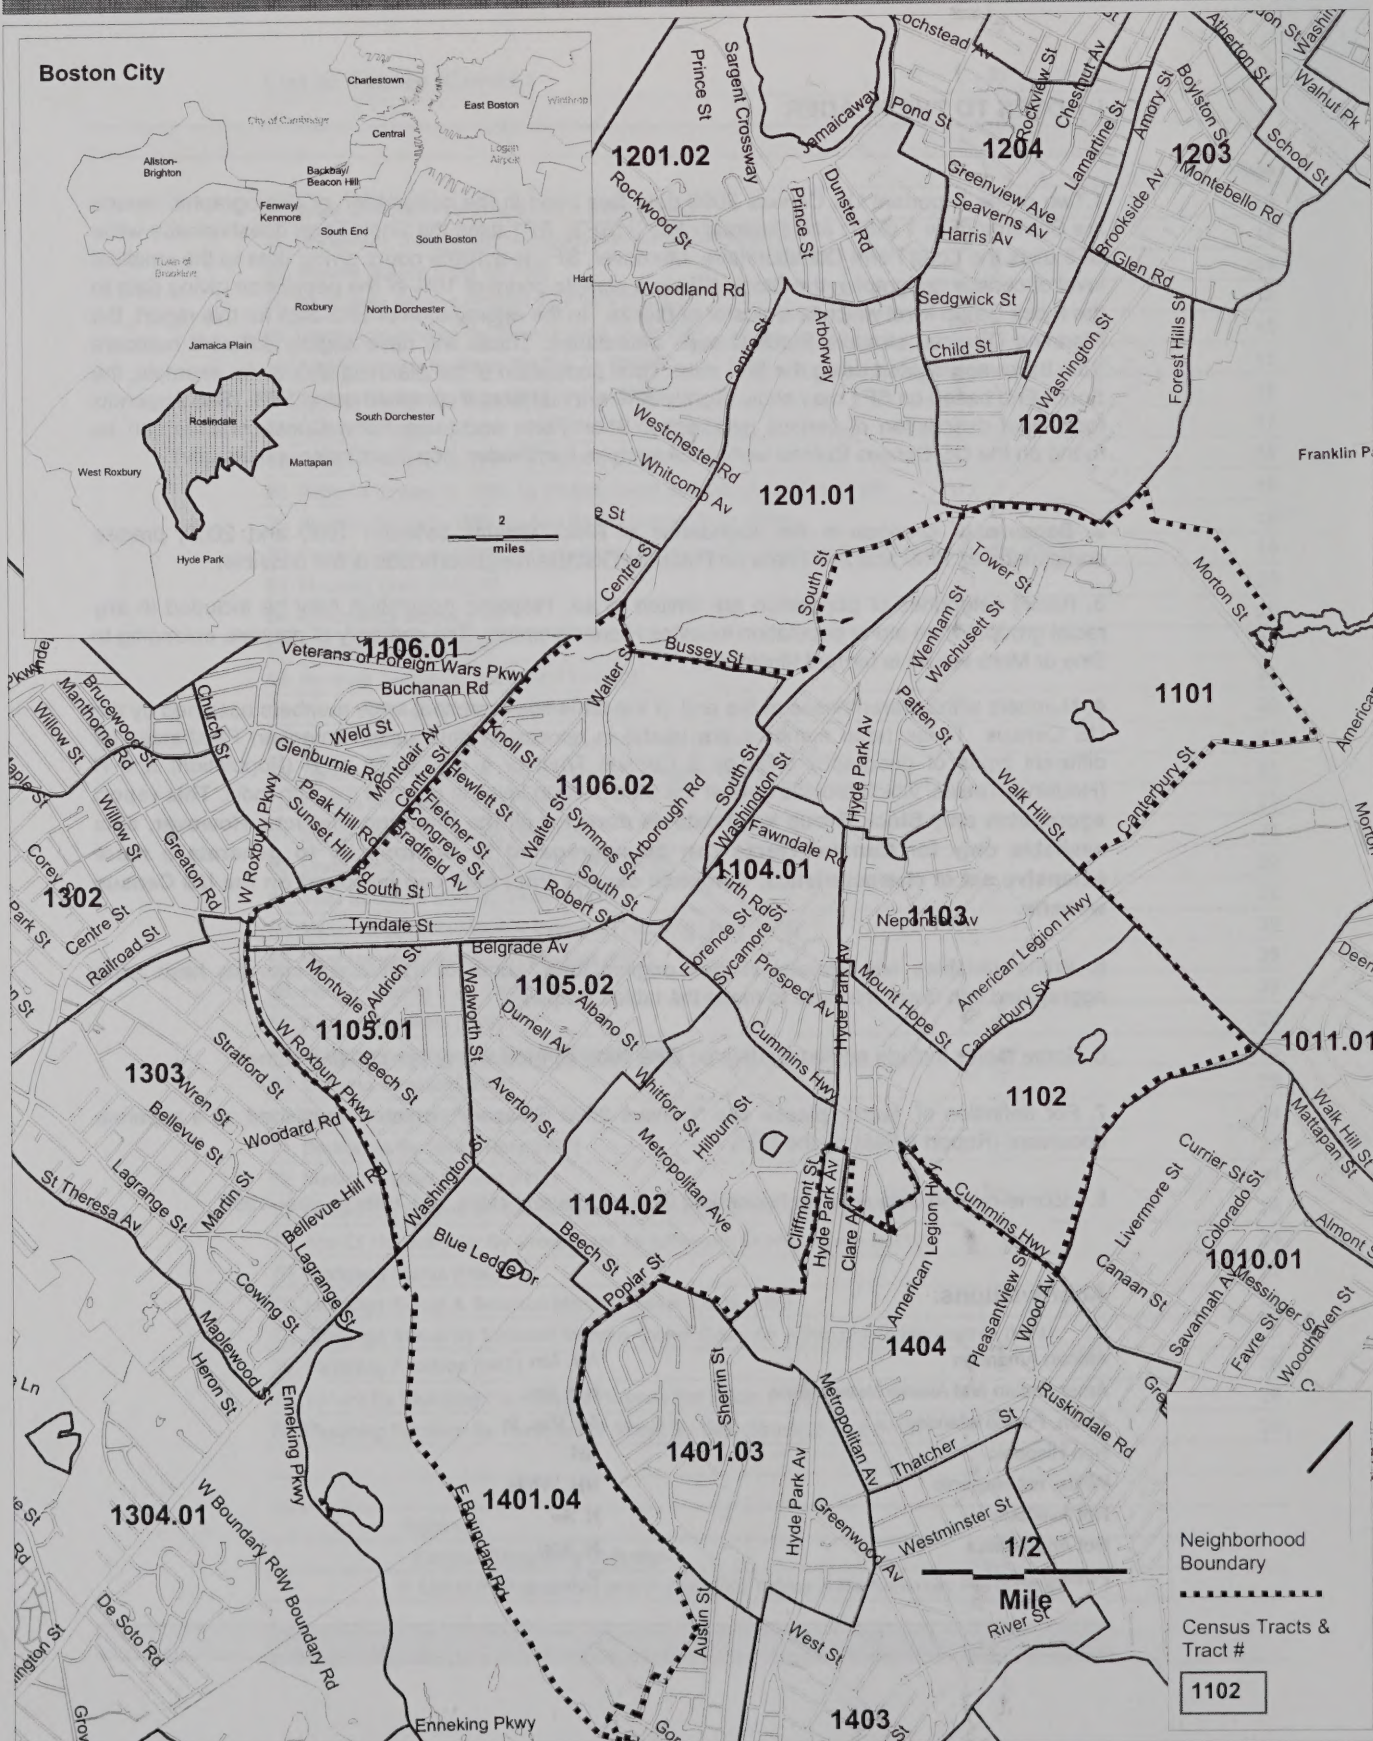 Boston City
Charlestown
East Boston
Winthrop
City of Cambridge
Central
Logan
Airport
Allston-
Brighton
Backbay/
Beacon Hill
Fenway/
Kenmore
South End
South Boston
Town of
Brookline
Roxbury
North Dorchester
Jamaica Plain
Roslindale
South Dorchester
West Roxbury
Mattapan
Hyde Park
2
miles
Prince St
Sargent Crossway
Jamaicaway
Lochstead Av
Pond St
Rockview St
Chestnut Av
Lamartine St
Amory St
Boylston St
Atherton St
Walnut Pk
School St
1201.02
1204
1203
Montebello Rd
Rockwood St
Prince St
Dunster Rd
Greenview Ave
Seaverns Av
Harris Av
Brookside Av
Glen Rd
Woodland Rd
Sedgwick St
Centre St
Arborway
Child St
Washington St
Forest Hills St
1202
Franklin
Westchester Rd
Whitcomb Av
1201.01
e St
Centre S
South St
Tower St
Morton St
Wenham St
Wachusett St
Bussey St
Walter S
1106.01
Veterans of Foreign Wars Pkwy
Buchanan Rd
Patten St
1101
American
Brucewood St
Manthorne Rd
Willow St
Church St
Weld St
Glenburnie Rd
Montclair Av
Centre St
Knoll St
Hewlett St
1106.02
Hyde Park Av
Walk Hill St
Canterbury St
Maple St
Willow St
Greaton Rd
W Roxbury Pkwy
Peak Hill Rd
Sunset Hill Rd
Fletcher St
Congreve St
Bradfield Av
Walter St
Symmes St
Arborough Rd
South St
Washington St
Fawndale Rd
1104.01
Corey S
1302
Centre St
Park St
Railroad St
South St
Robert St
South St
Tyndale St
Belgrade Av
Firth Rd
Florence St
Sycamore St
Prospect Av
1103
Neponset Av
American Legion Hwy
Hyde Park Av
Mount Hope St
Canterbury St
Deer
Montvale St
Aldrich St
1105.01
1105.02
Walworth St
Durnell Av
Albano St
Cummins Hwy
1011.01
1303
Stratford St
Wren St
Bellevue St
W Roxbury Pkwy
Beech St
Averton St
Whitford St
Hilburn St
1102
Walk Hill St
Mattapan St
Woodard Rd
Metropolitan Ave
Currier St
Livermore St
Colorado St
St Theresa Av
Lagrange St
Martin St
Bellevue Hill R
Washington St
1104.02
Cliffmont St
Hyde Park Av
Clare A
American Legion Hwy
Cummins Hwy
Almont S
Beech St
Blue Ledge Dr
Poplar St
Lagrange St
Cowing St
Pleasantview St
Wood Av
Canaan St
1010.01
Savannah Av
Messinger St
Favre St
Woodhaven St
Maplewood St
Heron St
Enneking Pkwy
1404
Sherrin St
Metropolitan Av
Ruskindale Rd
Gre
e Ln
1401.03
Thatcher St
1304.01
1401.04
W Boundary Rd
W Boundary Rd
E Boundary Rd
Hyde Park Av
Greenwood Av
Westminster St
1/2
Mile
De Soto Rd
Austin St
River St
West St
ington St
Grov
Enneking Pkwy
Gor
1403
Neighborhood
Boundary
Census Tracts &
Tract #
1102